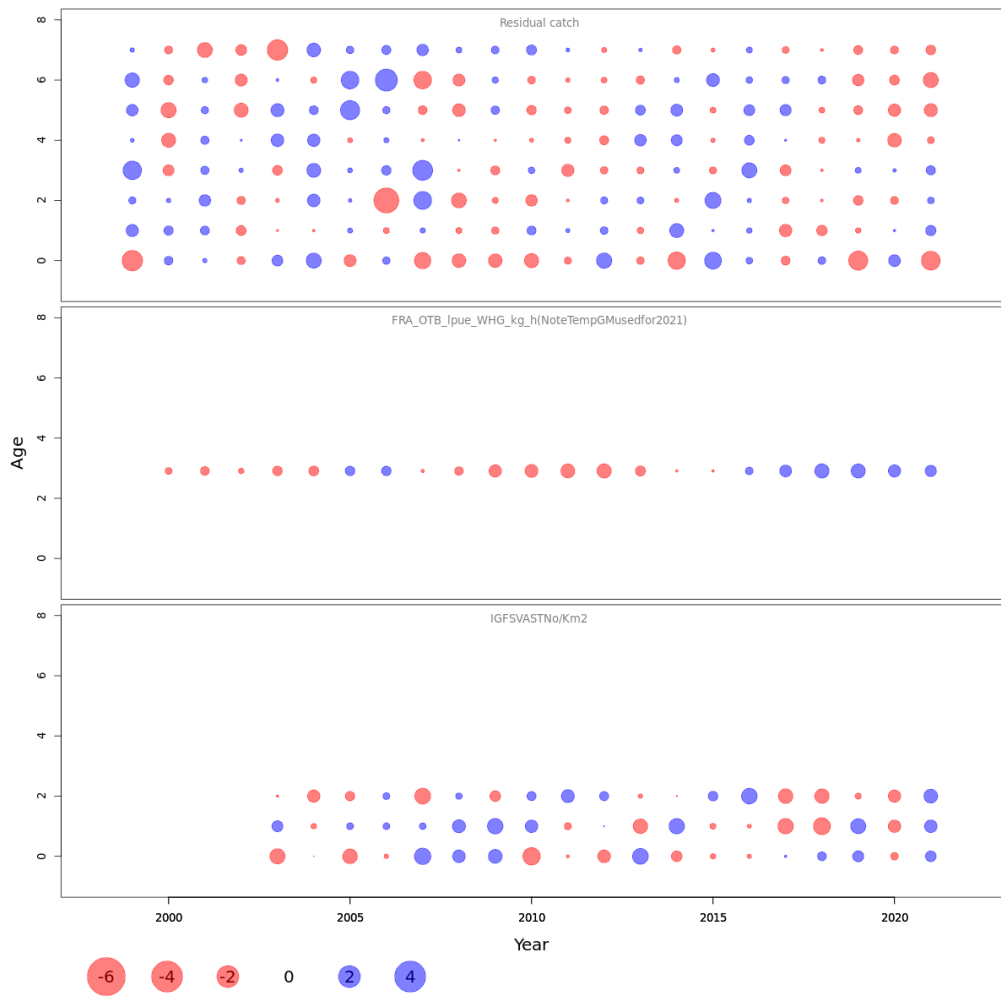 Residual catch
8
6
4
2
0
FRA_OTB_lpue_WHG_kg_h(NoteTempGMusedfor2021)
8
6
4
2
0
Age
IGFSVASTNo/Km2
8
6
4
2
0
2000 2005 2010 2015 2020
Year
-6 -4 -2 0 2 4